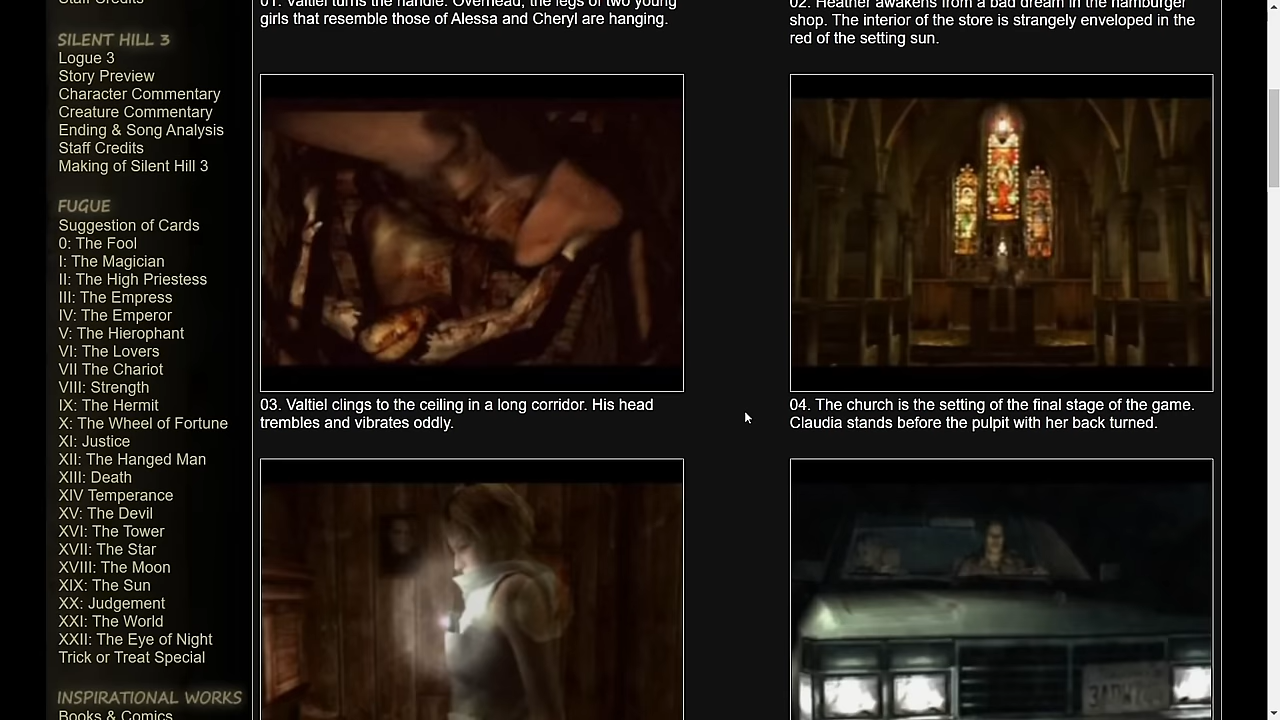 Staff Credits
SILENT HILL 3
Logue 3
Story Preview
Character Commentary
Creature Commentary
Ending & Song Analysis
Staff Credits
Making of Silent Hill 3
FUGUE
Suggestion of Cards
0: The Fool
I: The Magician
II: The High Priestess
III: The Empress
IV: The Emperor
V: The Hierophant
VI: The Lovers
VII The Chariot
VIII: Strength
IX: The Hermit
X: The Wheel of Fortune
XI: Justice
XII: The Hanged Man
XIII: Death
XIV Temperance
XV: The Devil
XVI: The Tower
XVII: The Star
XVIII: The Moon
XIX: The Sun
XX: Judgement
XXI: The World
XXII: The Eye of Night
Trick or Treat Special
INSPIRATIONAL WORKS
Books & Comics
01. Valtiel turns the handle. Overhead, the legs of two young
girls that resemble those of Alessa and Cheryl are hanging.
02. Heather awakens from a bad dream in the hamburger
shop. The interior of the store is strangely enveloped in the
red of the setting sun.
03. Valtiel clings to the ceiling in a long corridor. His head
trembles and vibrates oddly.
04. The church is the setting of the final stage of the game.
Claudia stands before the pulpit with her back turned.